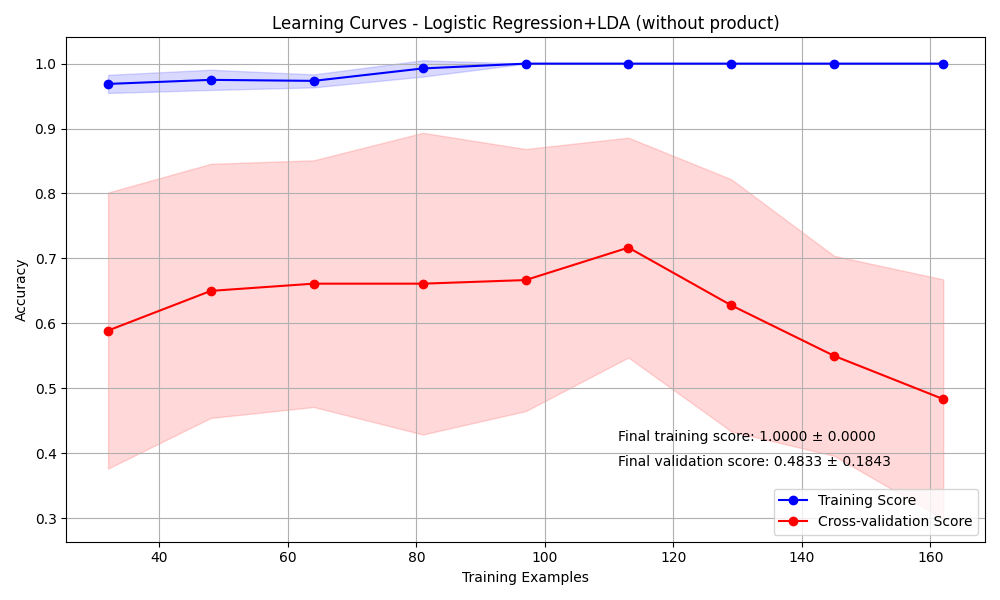 Learning Curves - Logistic Regression+LDA (without product)
Accuracy
1.0
0.9
0.8
0.7
0.6
0.5
0.4
0.3
Final training score: 1.0000 ± 0.0000
Final validation score: 0.4833 ± 0.1843
Training Score
Cross-validation Score
40 60 80 100 120 140 160
Training Examples